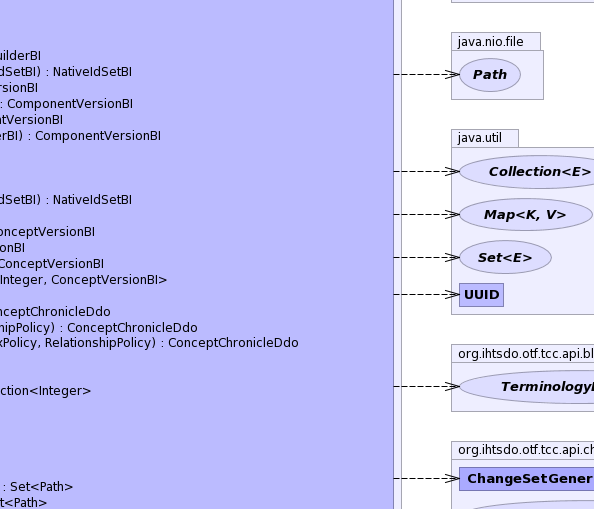 uilderBI
dSetBI) : NativeIdSetBI
rsionBI
: ComponentVersionBI
ntVersionBI
erBI) : ComponentVersionBI
dSetBI) : NativeIdSetBI
onceptVersionBI
onBI
ConceptVersionBI
Integer, ConceptVersionBI>
nceptChronicleDdo
hipPolicy) : ConceptChronicleDdo
xPolicy, RelationshipPolicy) : ConceptChronicleDdo
ction<Integer>
: Set<Path>
t<Path>
java.nio.file
Path
java.util
Collection<E>
Map<K, V>
Set<E>
UUID
org.ihtsdo.otf.tcc.api.bl
TerminologyB
org.ihtsdo.otf.tcc.api.ch
ChangeSetGener